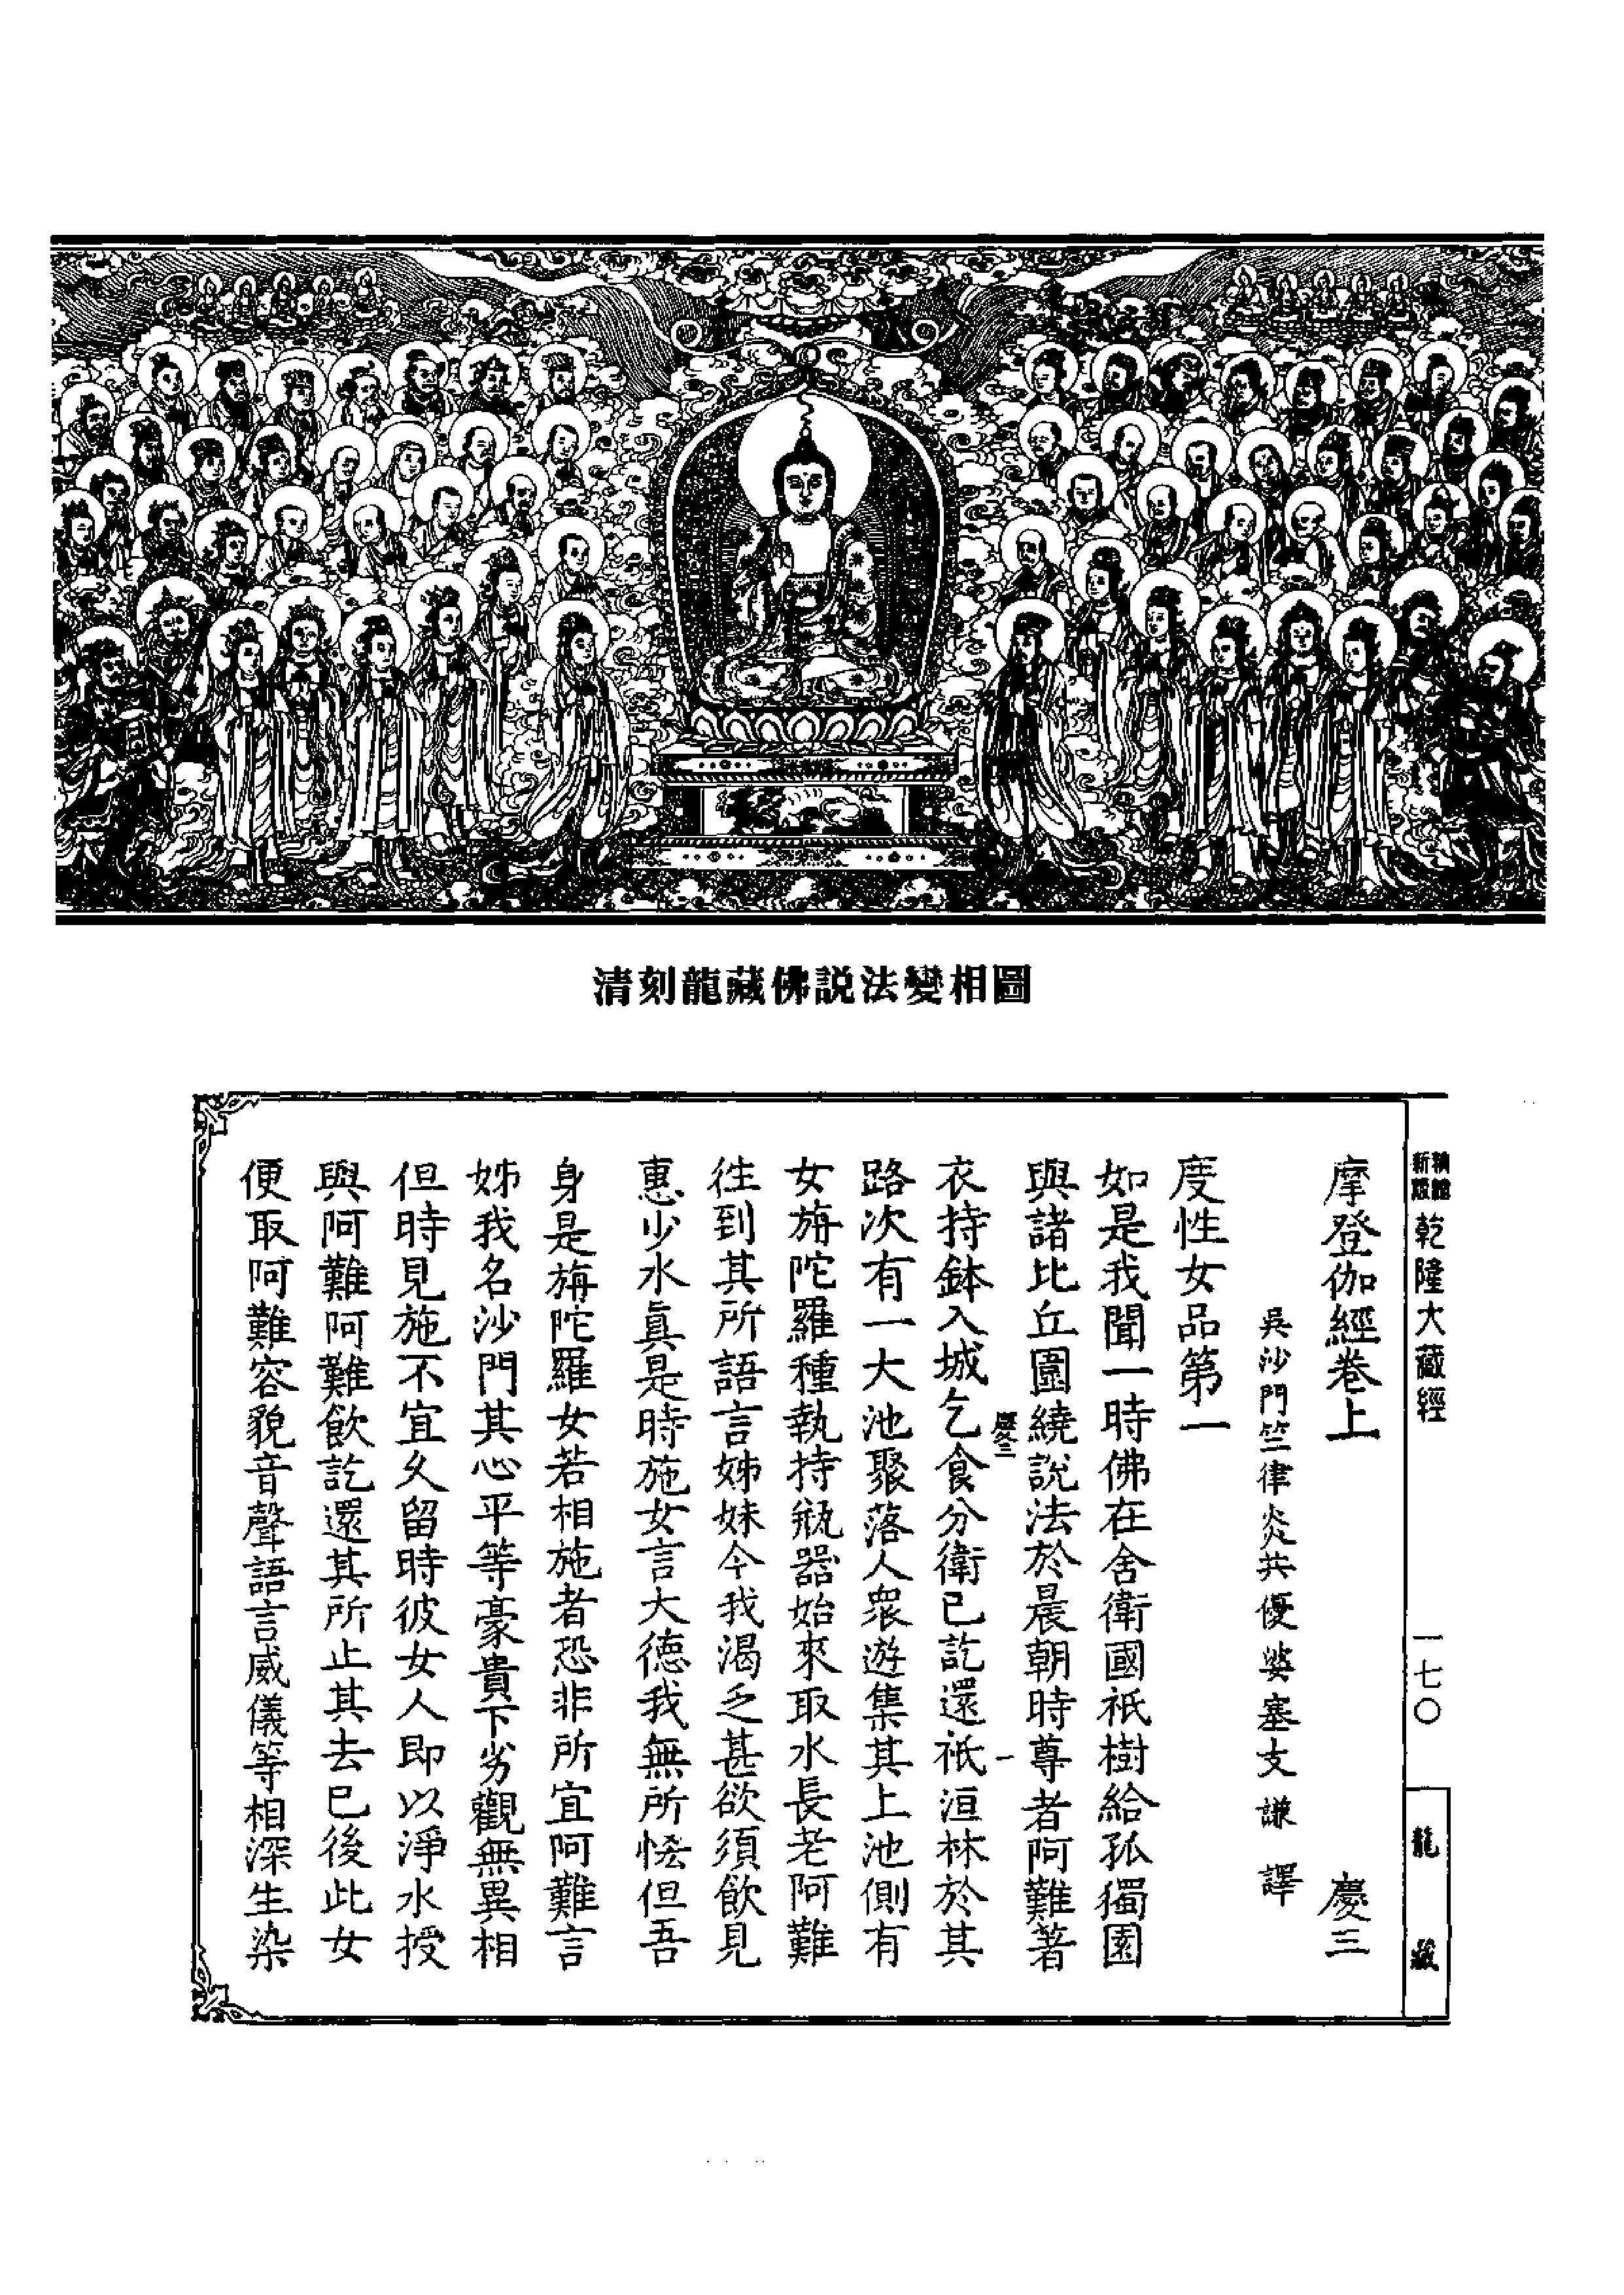 清刻龍藏佛説法變相圖
新版
精緻
乾隆大藏經
一七〇
龍藏
摩登伽經卷上 慶三
吳沙門竺律炎共優婆塞支謙 譯
度性女品第一
如是我聞一時佛在舍衛國祇樹給孤獨園
與諸比丘圍繞說法於晨朝時尊者阿難著
慶三
一
衣持鉢入城乞食分衛已訖還祇洹林於其
路次有一大池聚落人衆遊集其上池側有
女旃陀羅種執持瓶器始來取水長老阿難
往到其所語言姊妹今我渴乏甚欲須飲見
惠少水眞是時施女言大德我無所悋但吾
身是旃陀羅女若相施者恐非所宜阿難言
姊我名沙門其心平等豪貴下劣觀無異相
但時見施不宜久留時彼女人即以淨水授
與阿難阿難飲訖還其所止其去已後此女
便取阿難容貌音聲語言威儀等相深生染